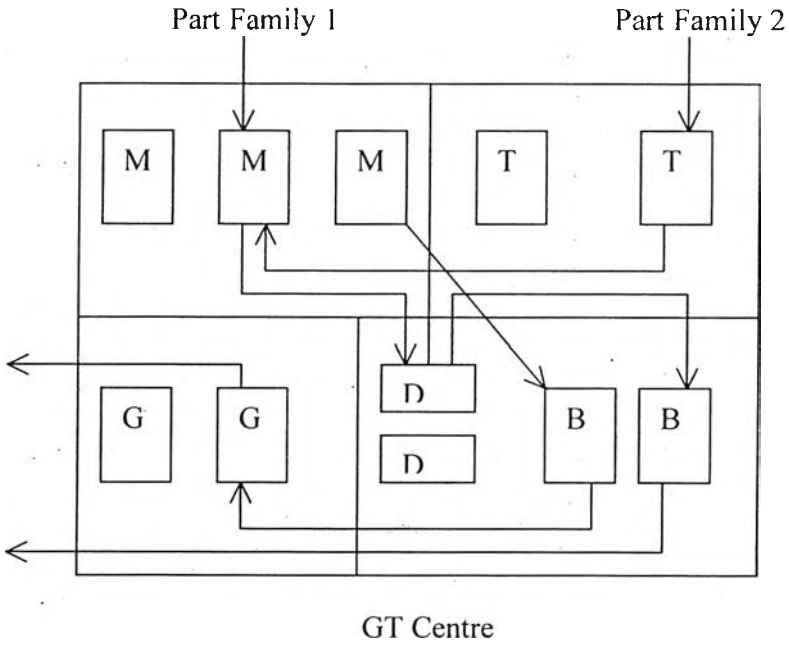 Part Family 1 Part Family 2
M M M T T
D
G G B B
D
GT Centre